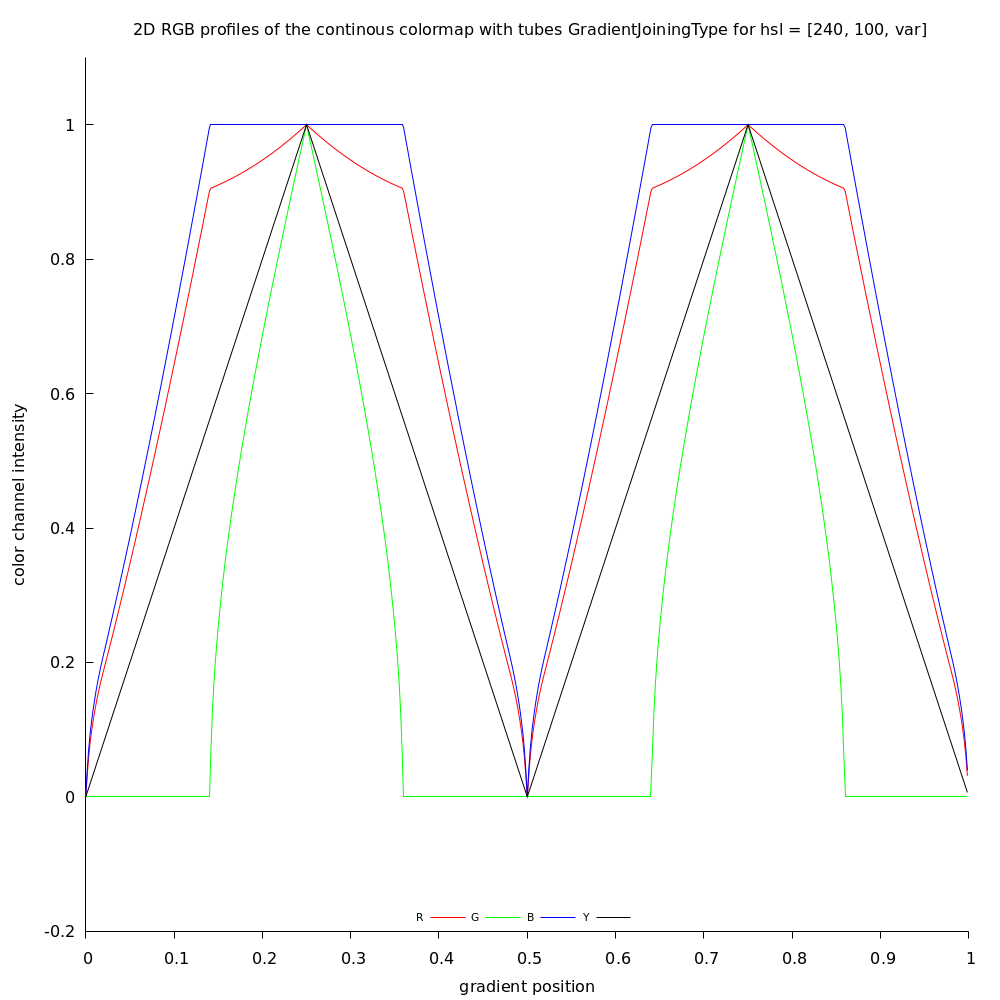 2D RGB profiles of the continous colormap with tubes GradientJoiningType for hsl = [240, 100, var]
1
0.8
0.6
0.4
0.2
0
-0.2
color channel intensity
R G B Y
0 0.1 0.2 0.3 0.4 0.5 0.6 0.7 0.8 0.9 1
gradient position